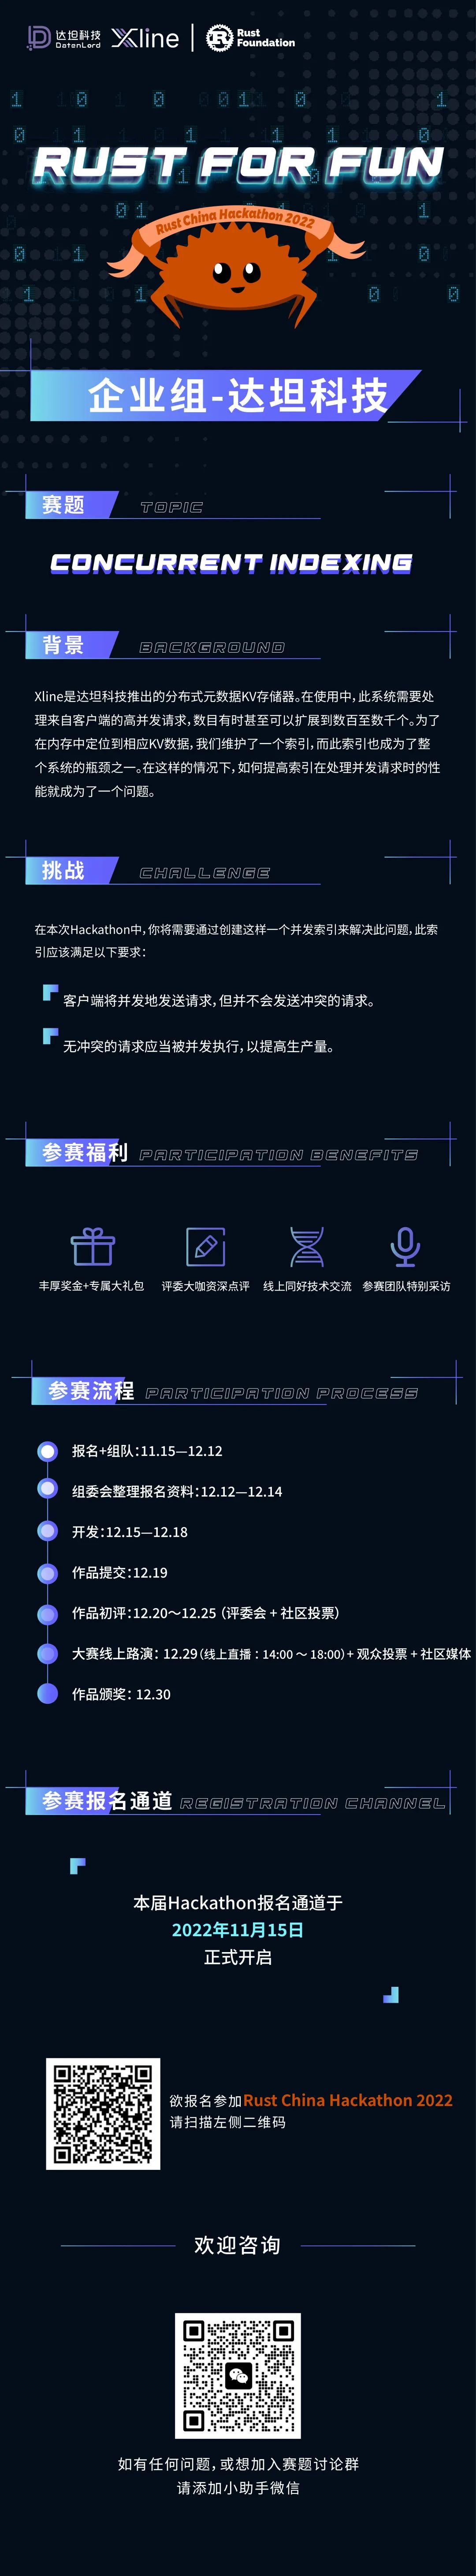 达坦科技
DatenLord
Xline
Rust
Foundation
RUST FOR FUN
Rust China Hackathon 2022
企业组-达坦科技
赛题 TOPIC
CONCURRENT INDEXING
背景 BACKGROUND
Xline是达坦科技推出的分布式元数据KV存储器。在使用中，此系统需要处
理来自客户端的高并发请求，数目有时甚至可以扩展到数百至数千个。为了
在内存中定位到相应KV数据，我们维护了一个索引，而此索引也成为了整
个系统的瓶颈之一。在这样的情况下，如何提高索引在处理并发请求时的性
能就成为了一个问题。
挑战 CHALLENGE
在本次Hackathon中，你将需要通过创建这样一个并发索引来解决此问题，此索
引应该满足以下要求：
客户端将并发地发送请求，但并不会发送冲突的请求。
无冲突的请求应当被并发执行，以提高生产量。
参赛福利 PARTICIPATION BENEFITS
丰厚奖金+专属大礼包 评委大咖资深点评 线上同好技术交流 参赛团队特别采访
参赛流程 PARTICIPATION PROCESS
报名+组队：11.15—12.12
组委会整理报名资料：12.12—12.14
开发：12.15—12.18
作品提交：12.19
作品初评：12.20～12.25（评委会 + 社区投票）
大赛线上路演： 12.29（线上直播：14:00 ～ 18:00）+ 观众投票 + 社区媒体
作品颁奖： 12.30
参赛报名通道 REGISTRATION CHANNEL
本届Hackathon报名通道于
2022年11月15日
正式开启
欲报名参加Rust China Hackathon 2022
请扫描左侧二维码
欢迎咨询
如有任何问题，或想加入赛题讨论群
请添加小助手微信